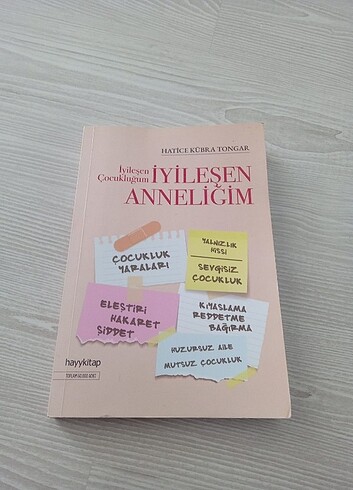 HATİCE KÜBRA TONGAR
İyileşen
Çocukluğum
İYİLEŞEN
ANNELİĞİM
ÇOCUKLUK
YARALARI
YALNIZLIK
HİSSİ
SEVGİSİZ
ÇOCUKLUK
ELEŞTİRİ
HAKARET
ŞİDDET
KIYASLAMA
REDDETME
BAĞIRMA
HUZURSUZ AİLE
MUTSUZ ÇOCUKLUK
hayykitap